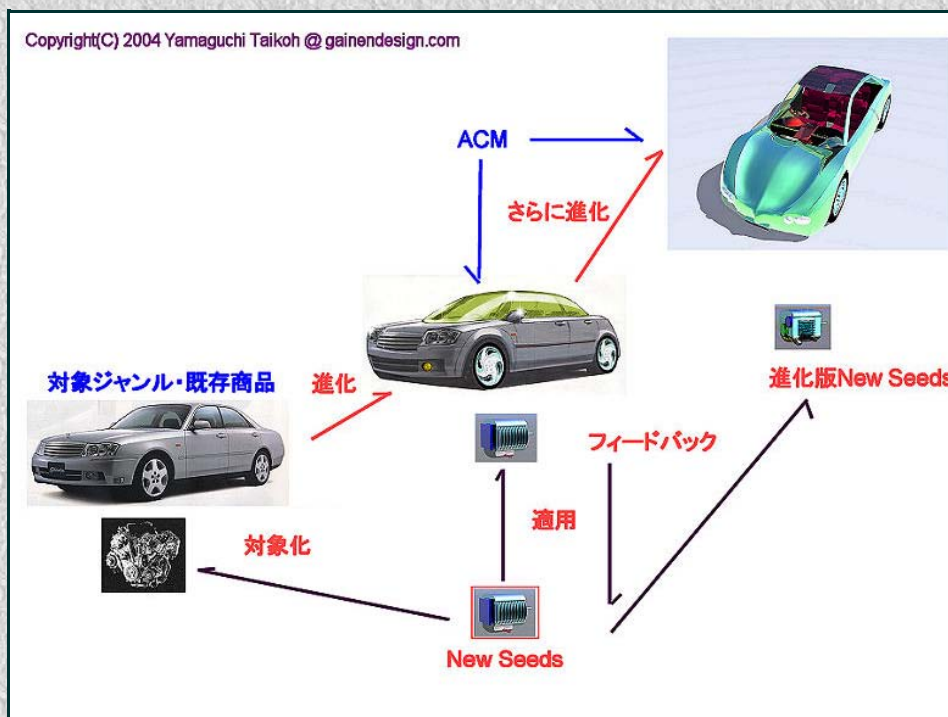 Copyright(C) 2004 Yamaguchi Taikoh @ gainendesign.com
ACM
さらに進化
対象ジャンル・既存商品
進化
進化版New Seeds
フィードバック
適用
対象化
New Seeds